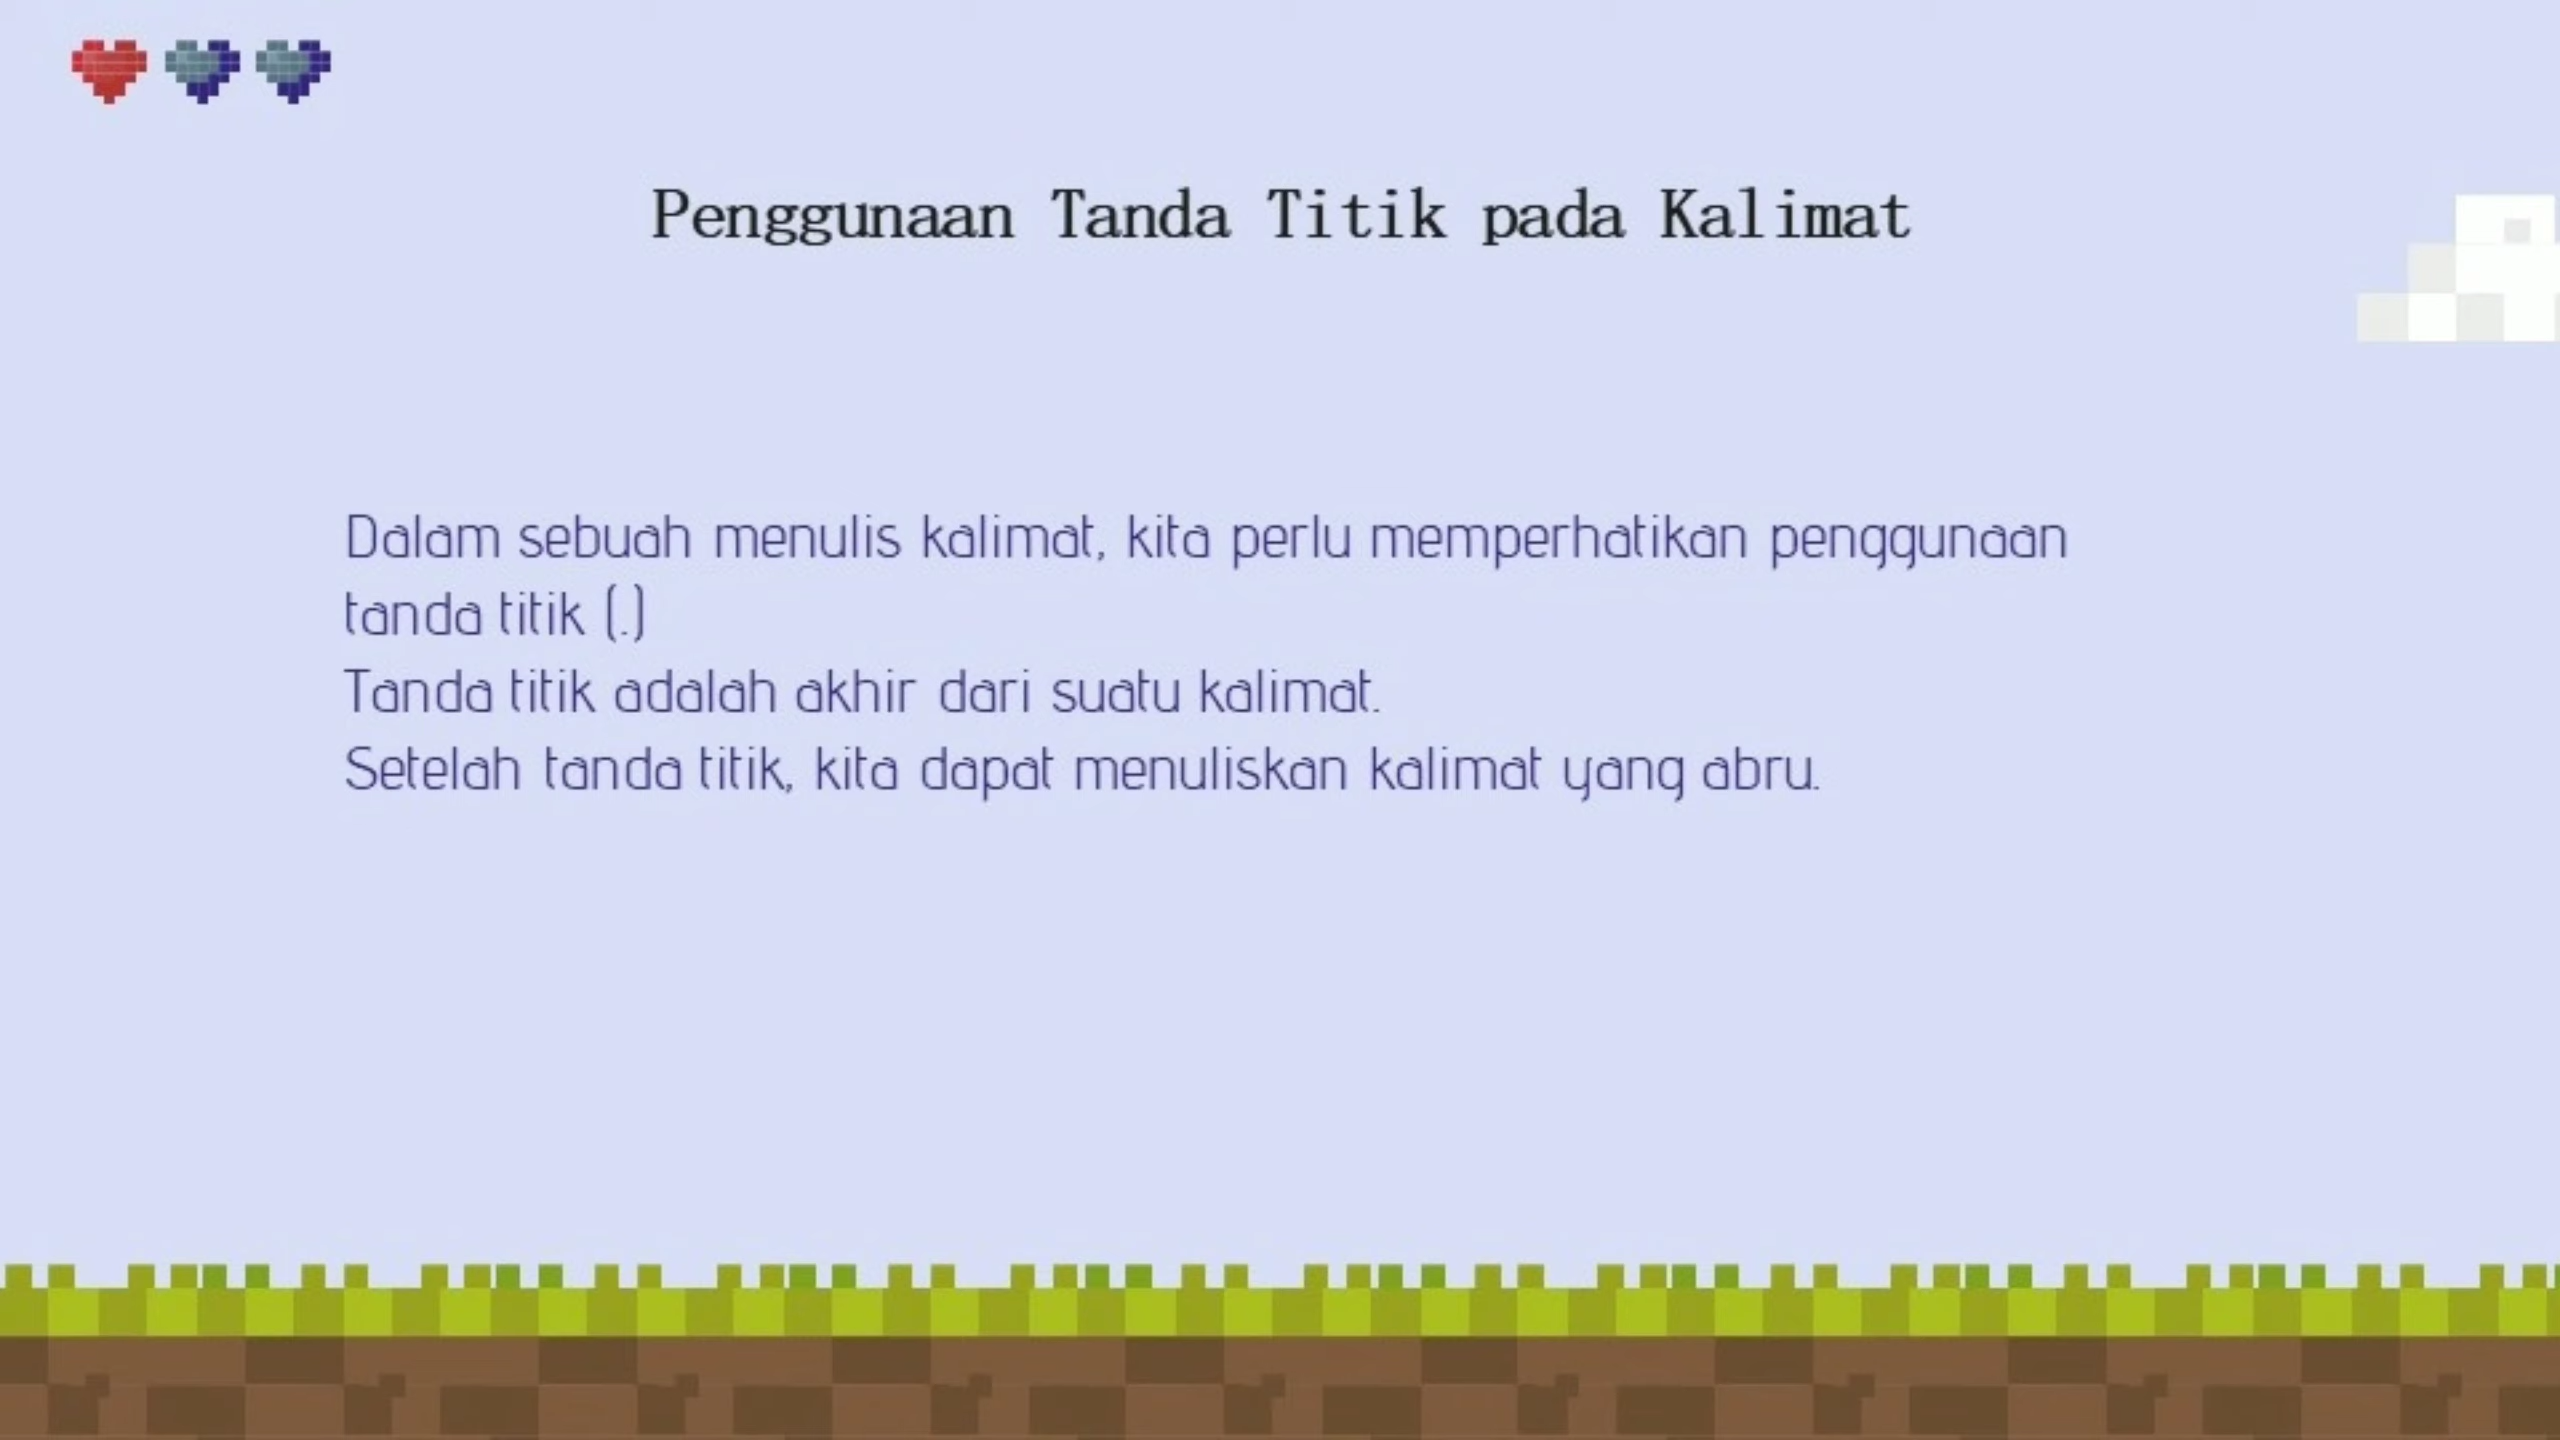 Penggunaan Tanda Titik pada Kalimat
Dalam sebuah menulis kalimat, kita perlu memperhatikan penggunaan
tanda titik (.)
Tanda titik adalah akhir dari suatu kalimat.
Setelah tanda titik, kita dapat menuliskan kalimat yang abru.